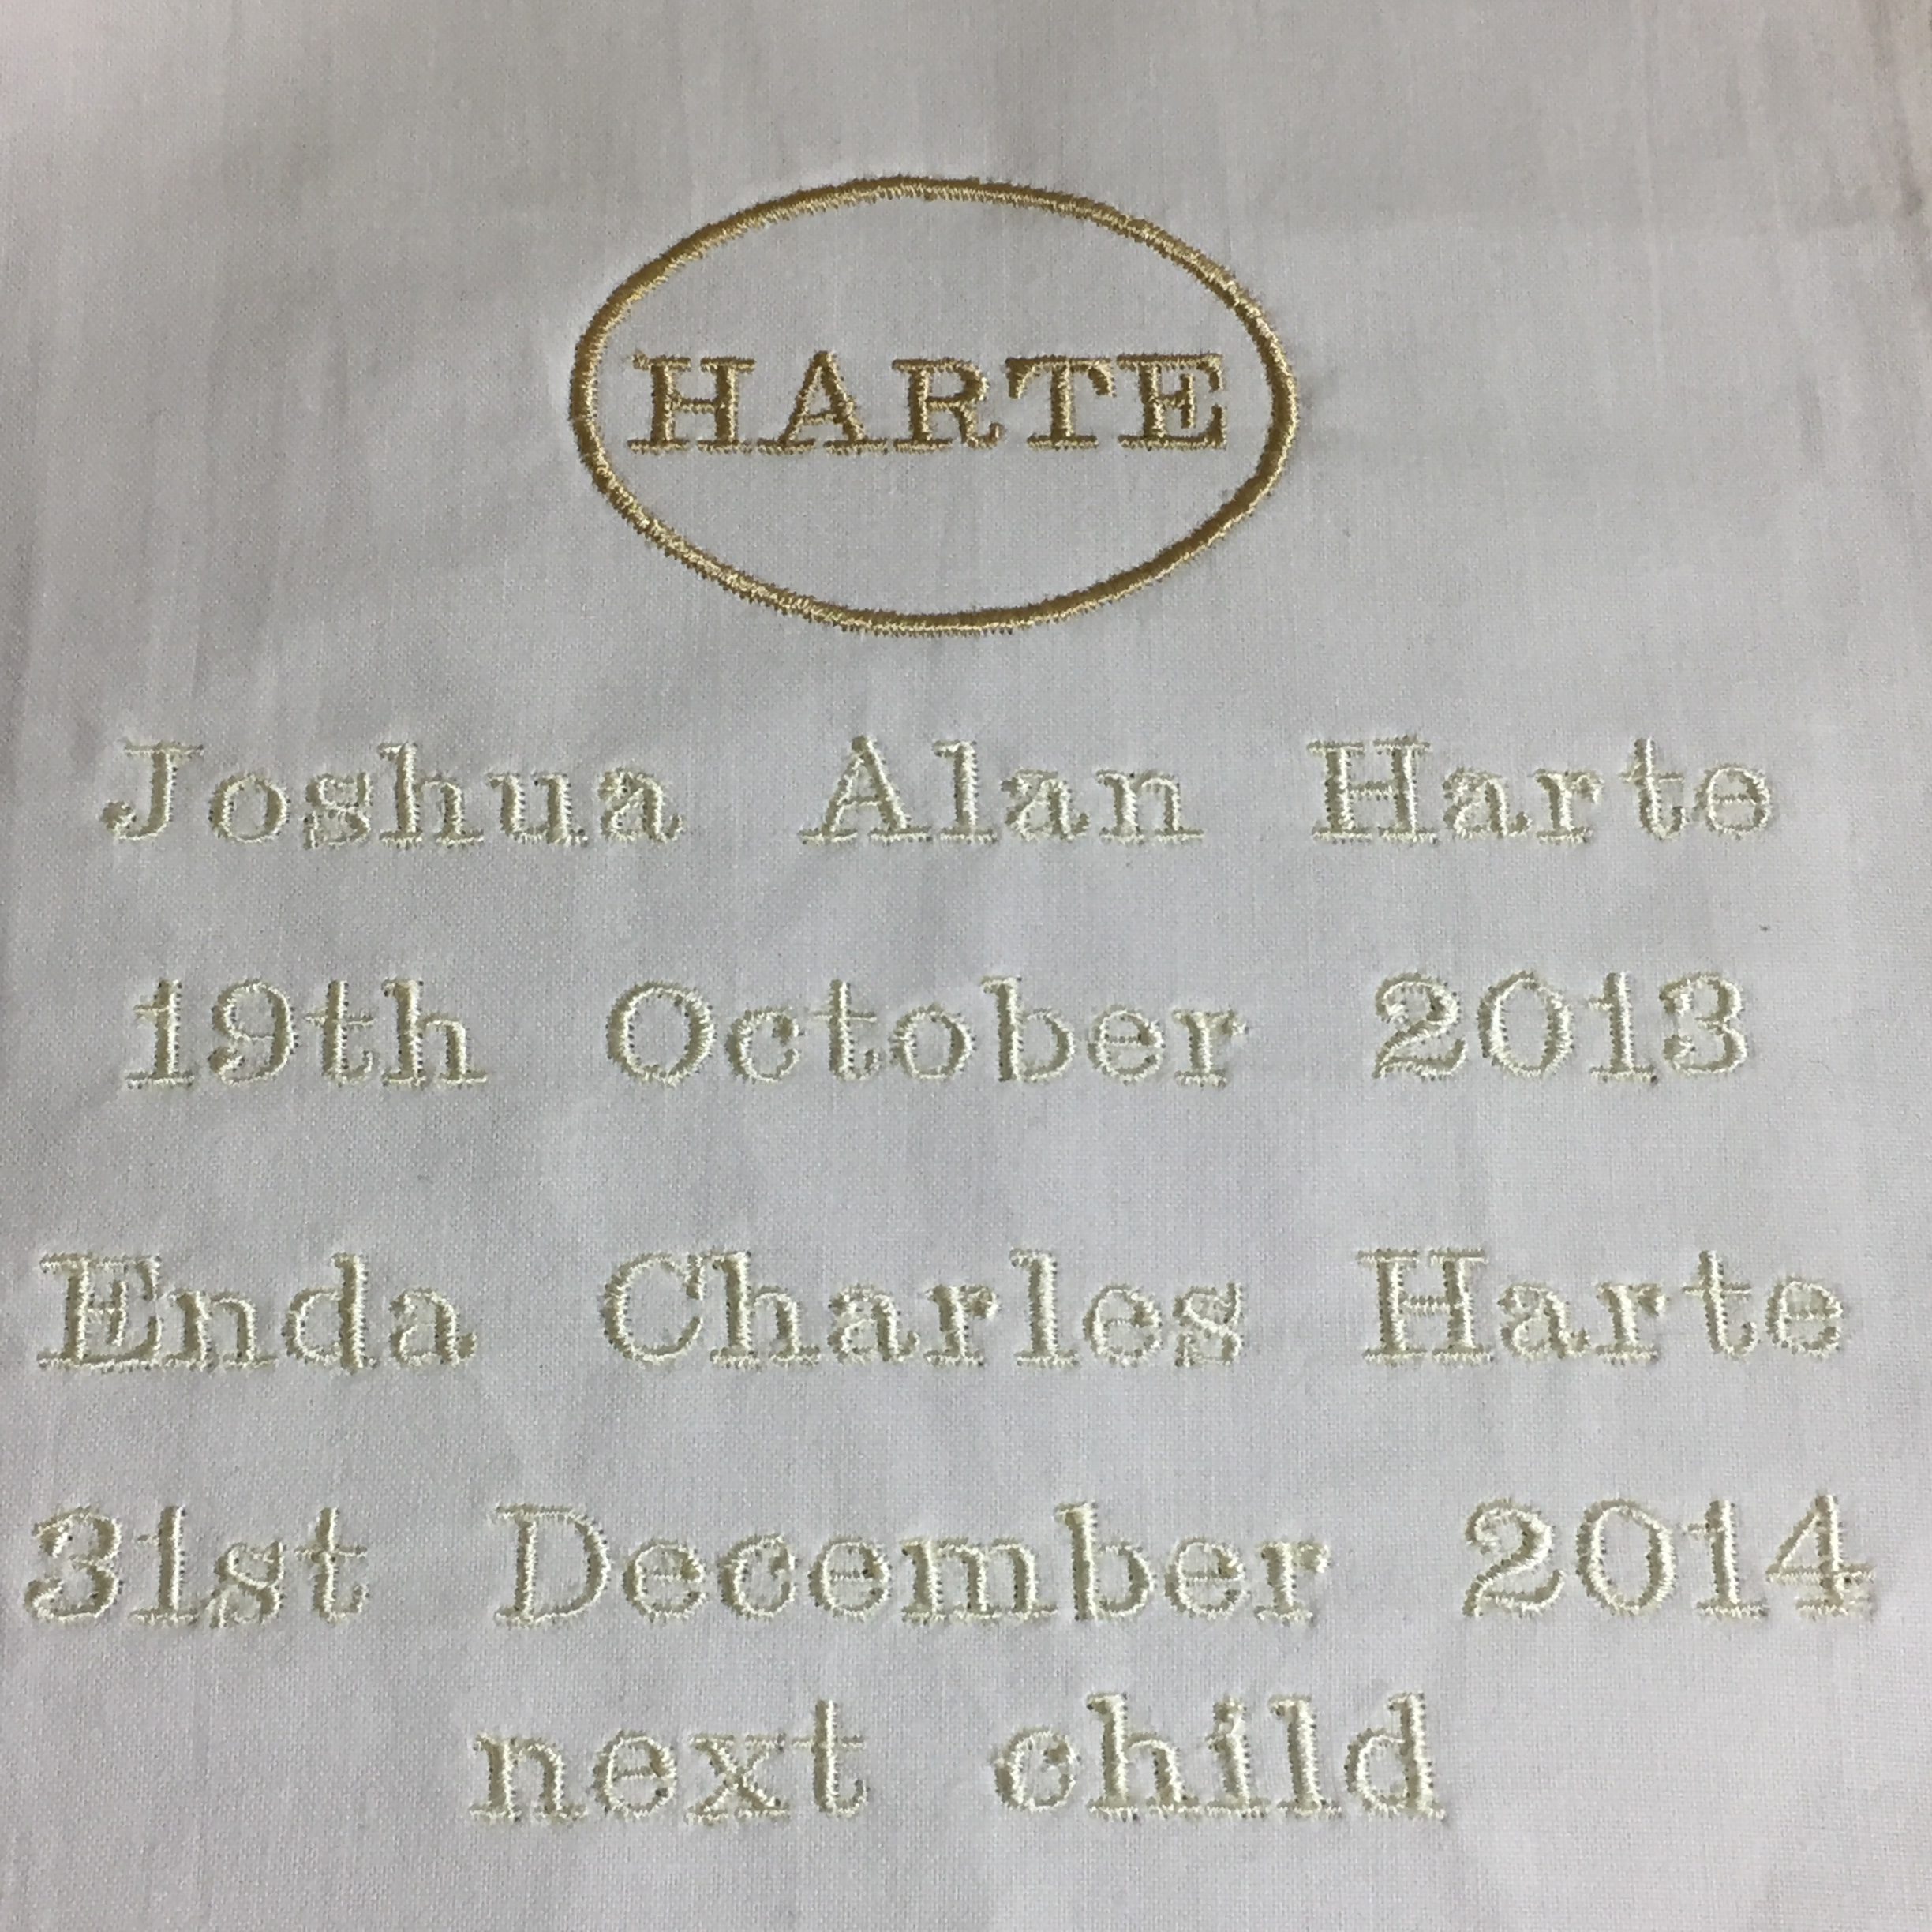 HARTE
Joshua Alan Harte
19th October 2013
Enda Charles Harte
31st December 2014
next child